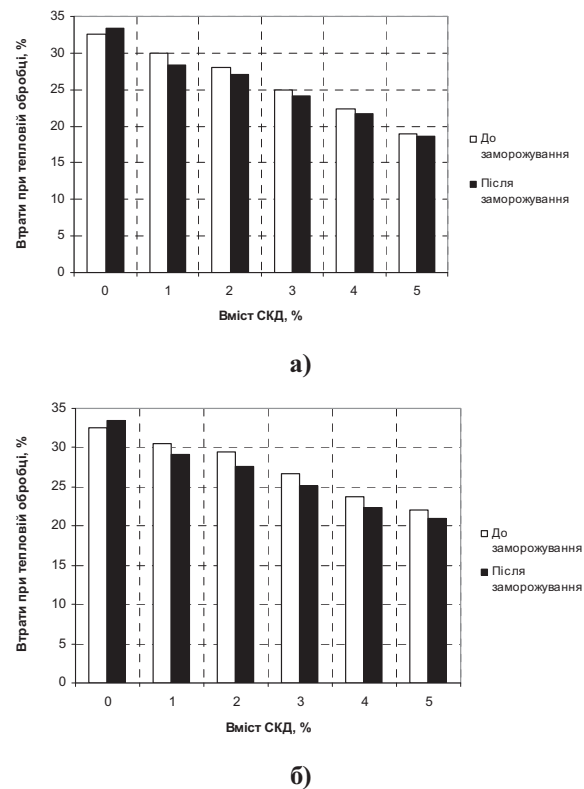 Втрати при тепловій обробці, %
35
30
25
20
15
10
5
0
0 1 2 3 4 5
Вміст СКД, %
До
заморожування
Після
заморожування
а)
Втрати при тепловій обробці, %
35
30
25
20
15
10
5
0
0 1 2 3 4 5
Вміст СКД, %
До
заморожування
Після
заморожування
б)